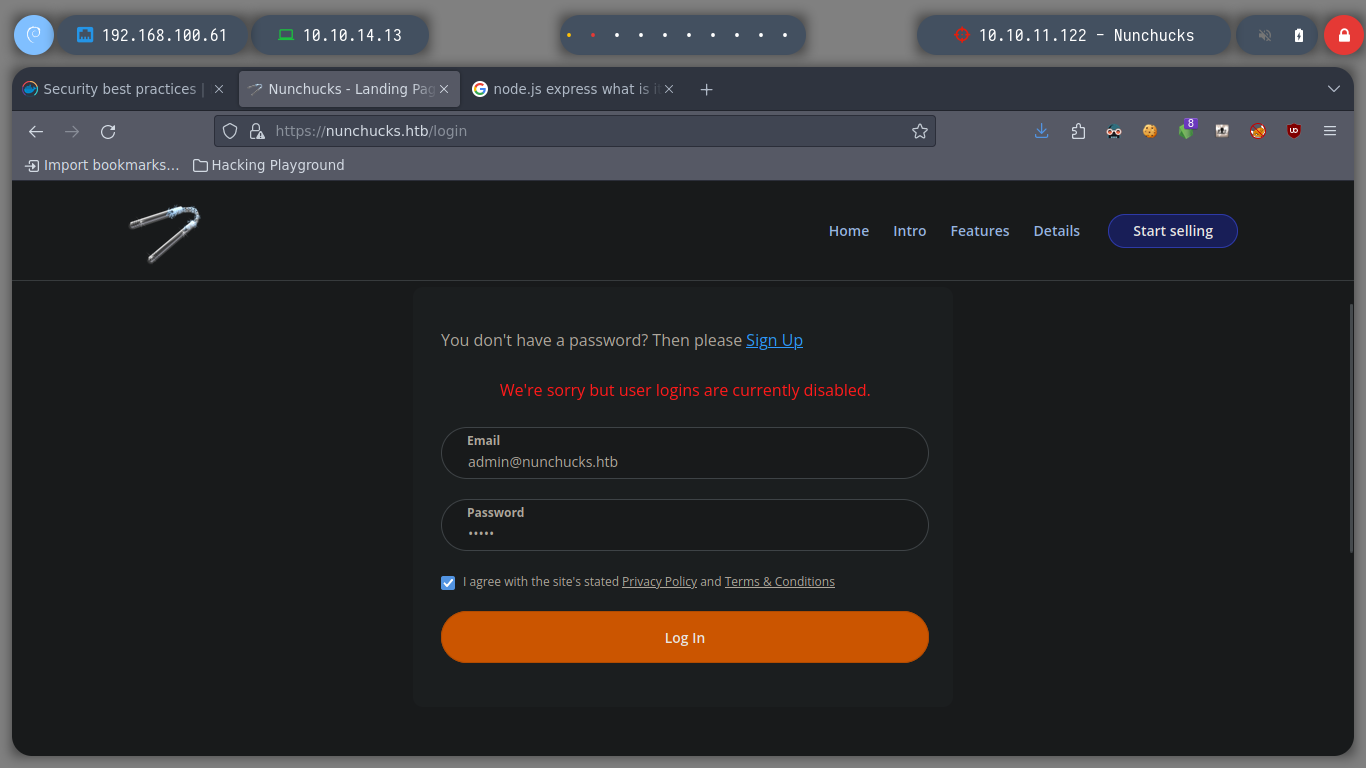 192.168.100.61 10.10.14.13 10.10.11.122 - Nunchucks
Security best practices | Nunchucks - Landing Pag node.js express what is i
https://nunchucks.htb/login 8
Import bookmarks... Hacking Playground
Home Intro Features Details Start selling
You don't have a password? Then please Sign Up
We're sorry but user logins are currently disabled.
Email
admin@nunchucks.htb
Password
•••••
I agree with the site's stated Privacy Policy and Terms & Conditions
Log In